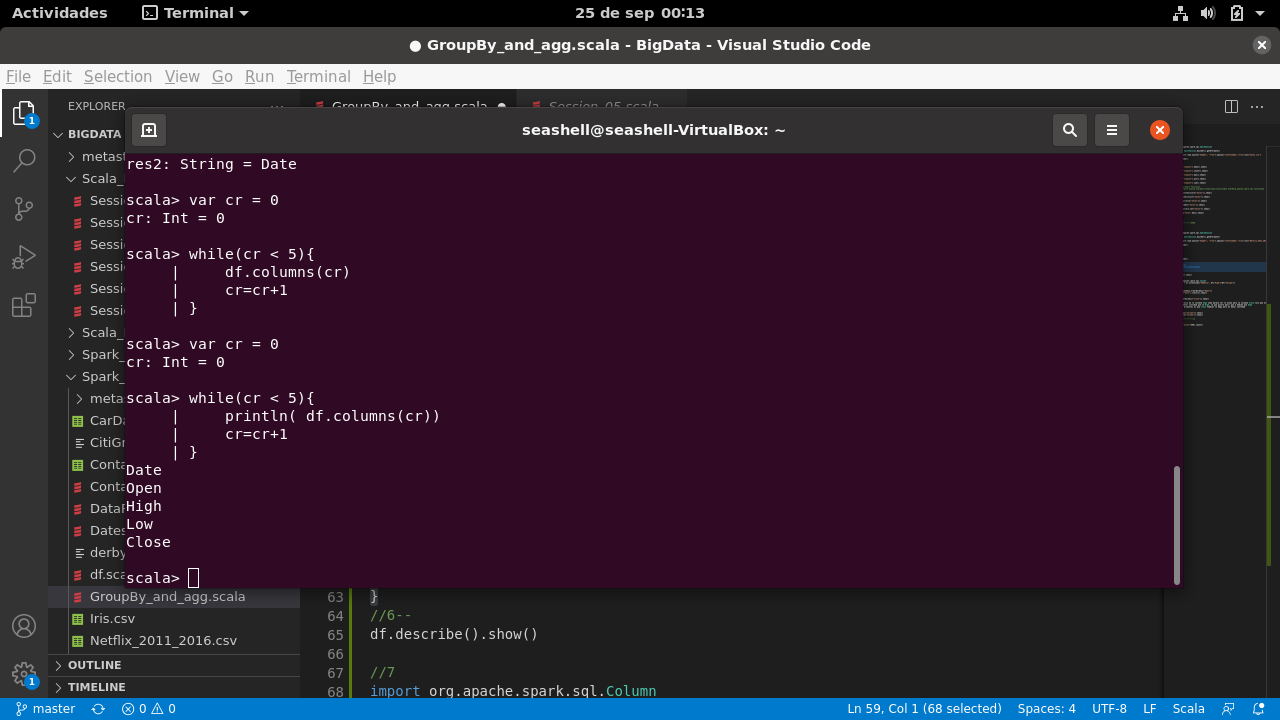 Actividades
Terminal
25 de sep 00:13
● GroupBy_and_agg.scala - BigData - Visual Studio Code
File Edit Selection View Go Run Terminal Help
EXPLORER
GroupBy_and_agg.scala
Session_05.scala
BIGDATA
metast
Scala_
Sessi
Sessi
Sessi
Sessi
Sessi
Sessi
Scala_
Spark_
Spark_
metas
CarDa
CitiGr
Conta
Conta
DataF
Dates
derby
df.sca
GroupBy_and_agg.scala
Iris.csv
Netflix_2011_2016.csv
OUTLINE
TIMELINE
seashell@seashell-VirtualBox: ~
res2: String = Date
scala> var cr = 0
cr: Int = 0
scala> while(cr < 5){
     |     df.columns(cr)
     |     cr=cr+1
     | }
scala> var cr = 0
cr: Int = 0
scala> while(cr < 5){
     |     println( df.columns(cr))
     |     cr=cr+1
     | }
Date
Open
High
Low
Close
scala>
63 }
64 //6--
65 df.describe().show()
66
67 //7
68 import org.apache.spark.sql.Column
1
1
master
0
0
Ln 59, Col 1 (68 selected)
Spaces: 4
UTF-8
LF
Scala